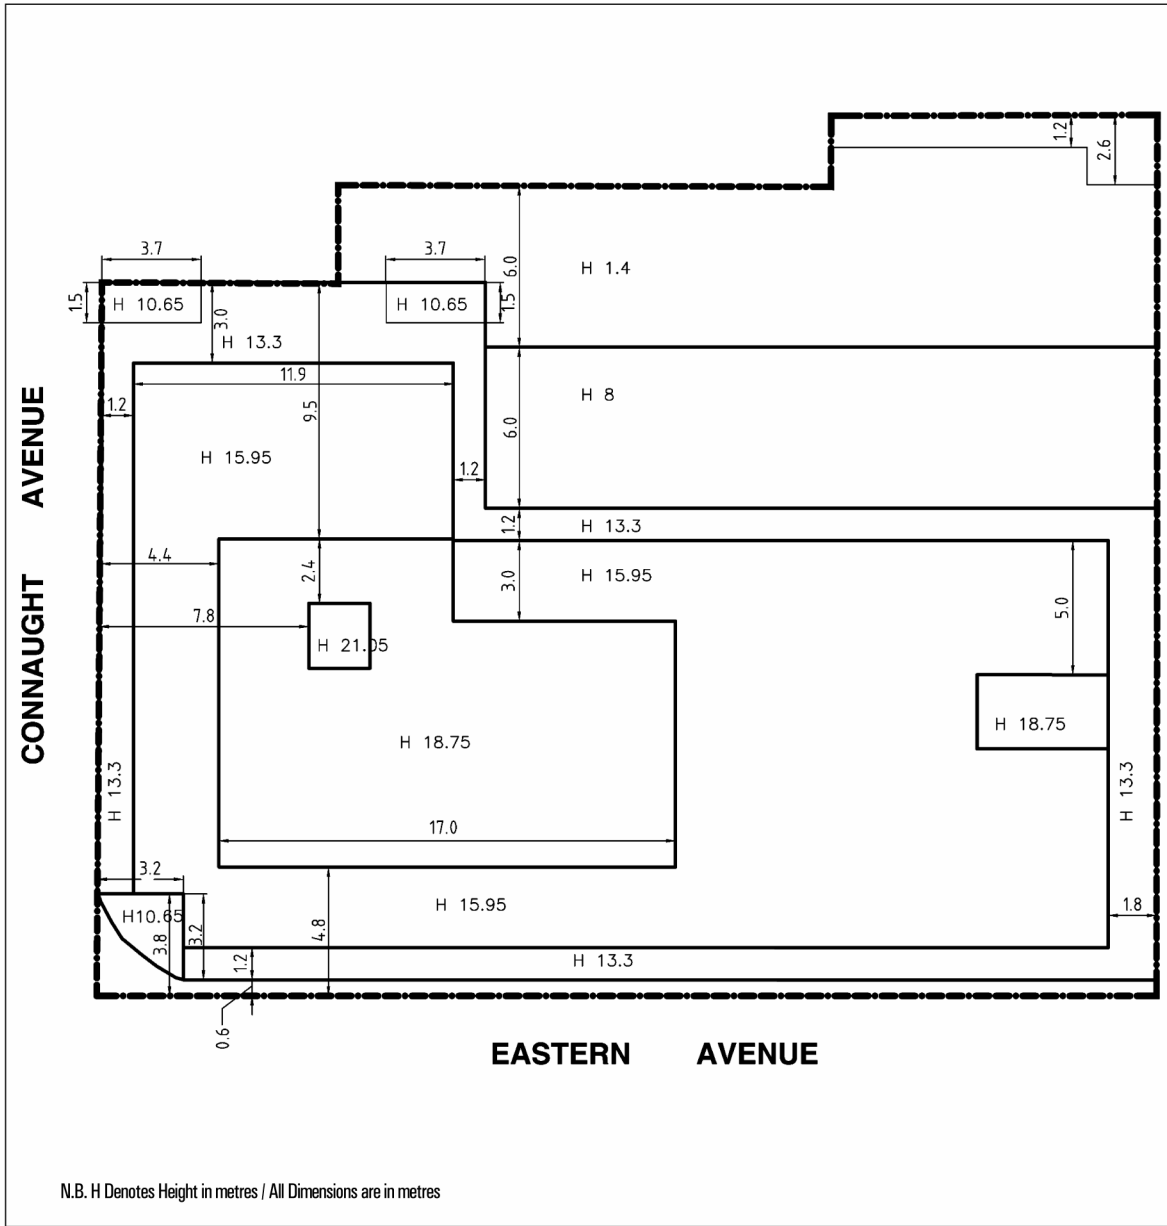 1.2
2.6
3.7
3.7
6.0
H 1.4
1.5
H 10.65
3.0
H 10.65
1.5
H 13.3
11.9
H 8
1.2
9.5
6.0
H 15.95
1.2
1.2
H 13.3
4.4
2.4
3.0
H 15.95
5.0
7.8
H 21.05
H 18.75
H 18.75
H 13.3
H 13.3
17.0
3.2
H10.65
3.8
3.2
H 15.95
4.8
1.8
1.2
H 13.3
0.6
CONNAUGHT AVENUE
EASTERN AVENUE
N.B. H Denotes Height in metres / All Dimensions are in metres